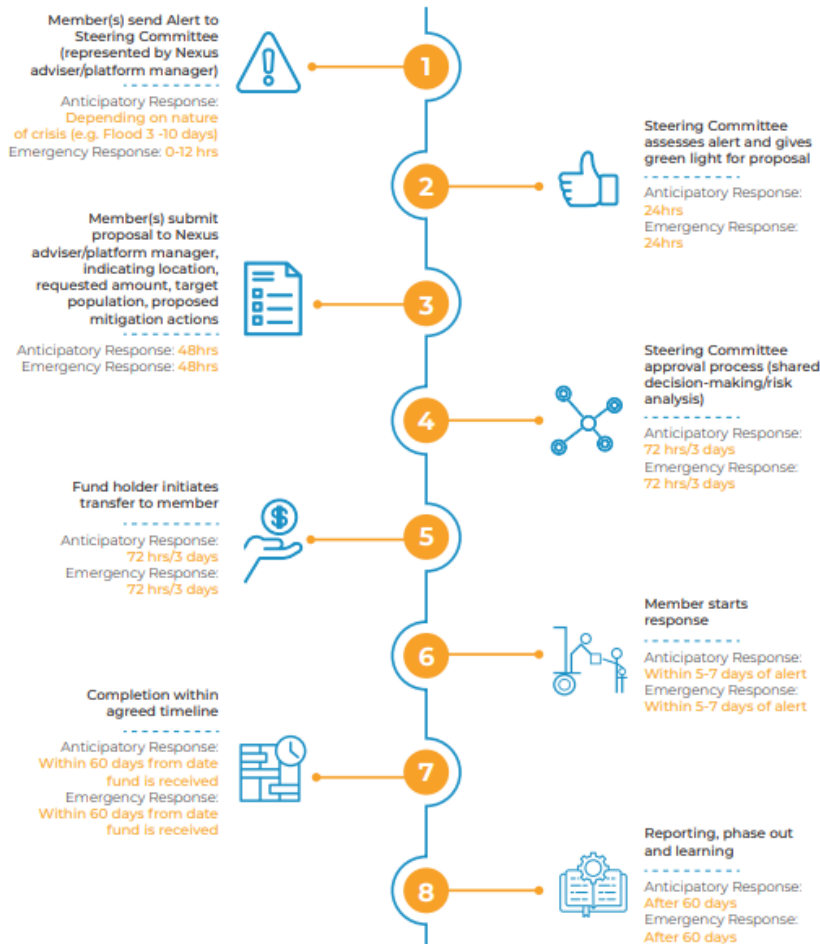 Member(s) send Alert to
Steering Committee
(represented by Nexus
adviser/platform manager)
Anticipatory Response:
Depending on nature
of crisis (e.g. Flood 3 -10 days)
Emergency Response: 0-12 hrs
1
Steering Committee
assesses alert and gives
green light for proposal
Anticipatory Response:
24hrs
Emergency Response:
24hrs
2
Member(s) submit
proposal to Nexus
adviser/platform manager,
indicating location,
requested amount, target
population, proposed
mitigation actions
Anticipatory Response: 48hrs
Emergency Response: 48hrs
3
Steering Committee
approval process (shared
decision-making/risk
analysis)
Anticipatory Response:
72 hrs/3 days
Emergency Response:
72 hrs/3 days
4
Fund holder initiates
transfer to member
Anticipatory Response:
72 hrs/3 days
Emergency Response:
72 hrs/3 days
5
Member starts
response
Anticipatory Response:
Within 5-7 days of alert
Emergency Response:
Within 5-7 days of alert
6
Completion within
agreed timeline
Anticipatory Response:
Within 60 days from date
fund is received
Emergency Response:
Within 60 days from date
fund is received
7
Reporting, phase out
and learning
Anticipatory Response:
After 60 days
Emergency Response:
After 60 days
8